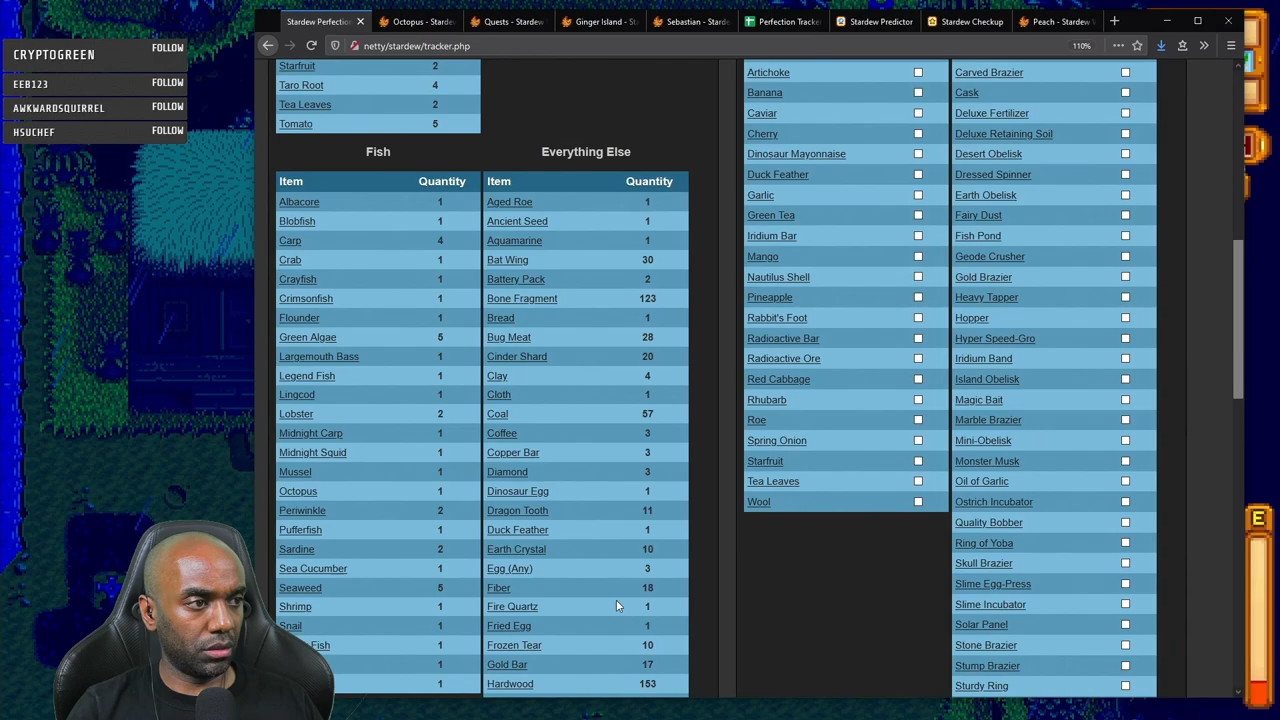 CRYPTOGREEN FOLLOW
EEB123 FOLLOW
AWKWARDSQUIRREL FOLLOW
HSUCHEF FOLLOW
Stardew Perfection
Octopus - Stardew
Quests - Stardew
Ginger Island - S
Sebastian - Stard
Perfection Tracke
Stardew Predictor
Stardew Checkup
Peach - Stardew
netty/stardew/tracker.php
110%
Starfruit 2
Taro Root 4
Tea Leaves 2
Tomato 5
Fish
Item Quantity
Albacore 1
Blobfish 1
Carp 4
Crab 1
Crayfish 1
Crimsonfish 1
Flounder 1
Green Algae 5
Largemouth Bass 1
Legend Fish 1
Lingcod 1
Lobster 2
Midnight Carp 1
Midnight Squid 1
Mussel 1
Octopus 1
Periwinkle 2
Pufferfish 1
Sardine 2
Sea Cucumber 1
Seaweed 5
Shrimp 1
Snail 1
Fish 1
1
Everything Else
Item Quantity
Aged Roe 1
Ancient Seed 1
Aquamarine 1
Bat Wing 30
Battery Pack 2
Bone Fragment 123
Bread 1
Bug Meat 28
Cinder Shard 20
Clay 4
Cloth 1
Coal 57
Coffee 3
Copper Bar 3
Diamond 3
Dinosaur Egg 1
Dragon Tooth 11
Duck Feather 1
Earth Crystal 10
Egg (Any) 3
Fiber 18
Fire Quartz 1
Fried Egg 1
Frozen Tear 10
Gold Bar 17
Hardwood 153
Artichoke
Banana
Caviar
Cherry
Dinosaur Mayonnaise
Duck Feather
Garlic
Green Tea
Iridium Bar
Mango
Nautilus Shell
Pineapple
Rabbit's Foot
Radioactive Bar
Radioactive Ore
Red Cabbage
Rhubarb
Roe
Spring Onion
Starfruit
Tea Leaves
Wool
Carved Brazier
Cask
Deluxe Fertilizer
Deluxe Retaining Soil
Desert Obelisk
Dressed Spinner
Earth Obelisk
Fairy Dust
Fish Pond
Geode Crusher
Gold Brazier
Heavy Tapper
Hopper
Hyper Speed-Gro
Iridium Band
Island Obelisk
Magic Bait
Marble Brazier
Mini-Obelisk
Monster Musk
Oil of Garlic
Ostrich Incubator
Quality Bobber
Ring of Yoba
Skull Brazier
Slime Egg-Press
Slime Incubator
Solar Panel
Stone Brazier
Stump Brazier
Sturdy Ring
E